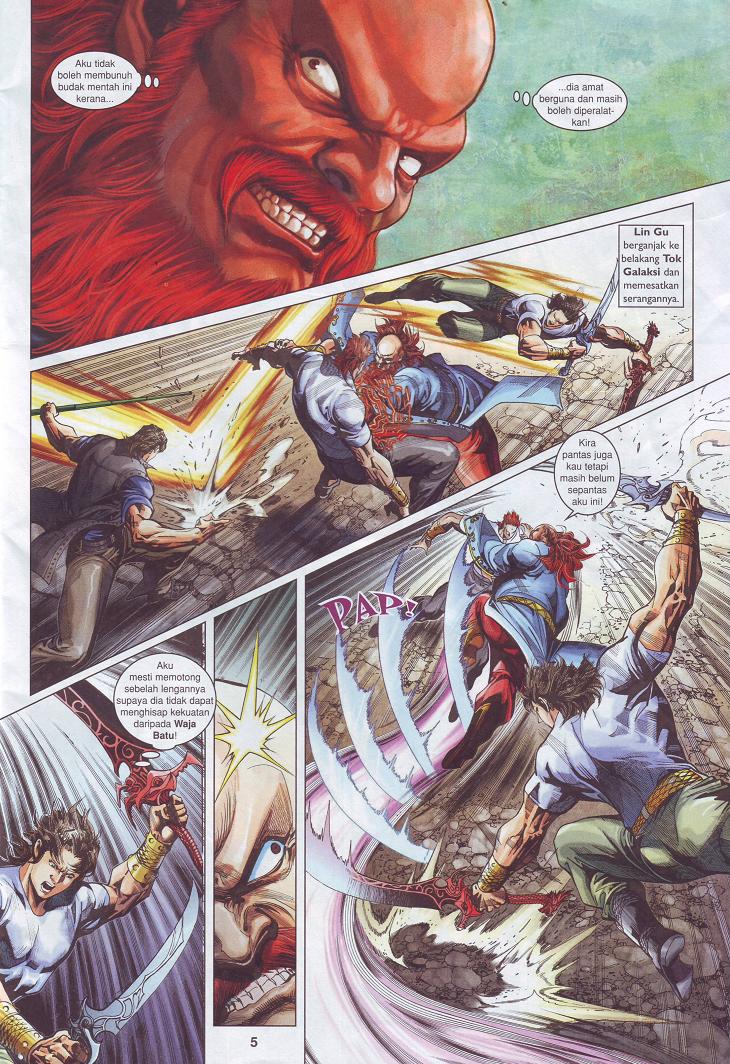 Aku tidak
boleh membunuh
budak mentah ini
kerana...
...dia amat
berguna dan masih
boleh diperalat-
kan!
Lin Gu
berganjak ke
belakang Tok
Galaksi dan
memesatkan
serangannya.
Kira
pantas juga
kau tetapi
masih belum
sepantas
aku ini!
PAP!
Aku
mesti memotong
sebelah lengannya
supaya dia tidak dapat
menghisap kekuatan
daripada Waja
Batu!
5